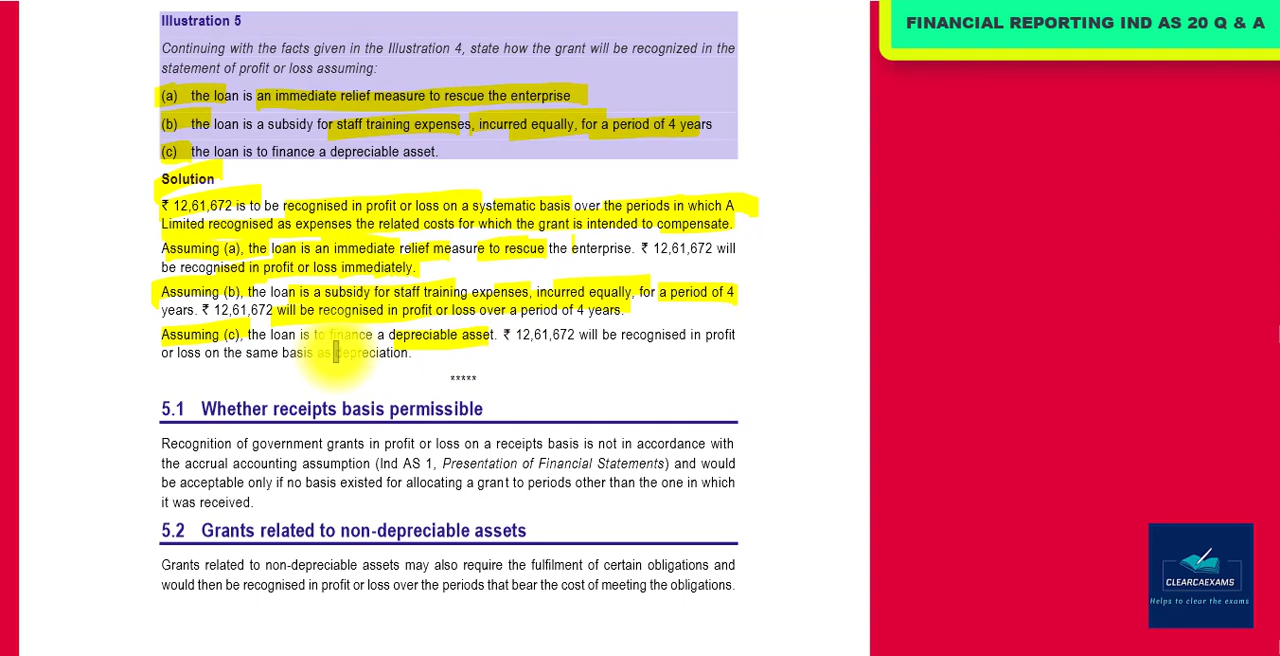 FINANCIAL REPORTING IND AS 20 Q & A
Illustration 5
Continuing with the facts given in the Illustration 4, state how the grant will be recognized in the
statement of profit or loss assuming:
(a) the loan is an immediate relief measure to rescue the enterprise
(b) the loan is a subsidy for staff training expenses, incurred equally, for a period of 4 years
(c) the loan is to finance a depreciable asset.
Solution
₹ 12,61,672 is to be recognised in profit or loss on a systematic basis over the periods in which A
Limited recognised as expenses the related costs for which the grant is intended to compensate.
Assuming (a), the loan is an immediate relief measure to rescue the enterprise. ₹ 12,61,672 will
be recognised in profit or loss immediately.
Assuming (b), the loan is a subsidy for staff training expenses, incurred equally, for a period of 4
years. ₹ 12,61,672 will be recognised in profit or loss over a period of 4 years.
Assuming (c), the loan is to finance a depreciable asset. ₹ 12,61,672 will be recognised in profit
or loss on the same basis as depreciation.
*****
5.1 Whether receipts basis permissible
Recognition of government grants in profit or loss on a receipts basis is not in accordance with
the accrual accounting assumption (Ind AS 1, Presentation of Financial Statements) and would
be acceptable only if no basis existed for allocating a grant to periods other than the one in which
it was received.
5.2 Grants related to non-depreciable assets
Grants related to non-depreciable assets may also require the fulfilment of certain obligations and
would then be recognised in profit or loss over the periods that bear the cost of meeting the obligations.
CLEARCAEXAMS
Helps to clear the exams